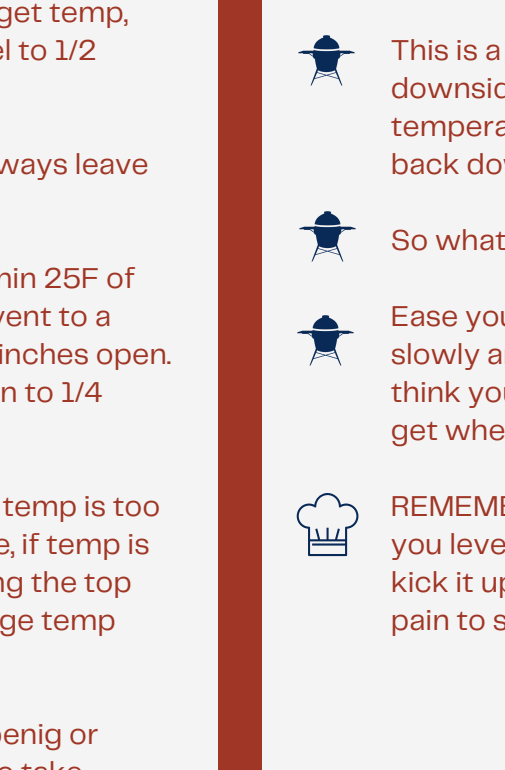 get temp,
el to 1/2
ways leave
hin 25F of
vent to a
inches open.
n to 1/4
temp is too
e, if temp is
ng the top
ge temp
enig or
This is a
downsid
tempera
back dow
So what
Ease you
slowly a
think you
get whe
REMEMB
you leve
kick it up
pain to s